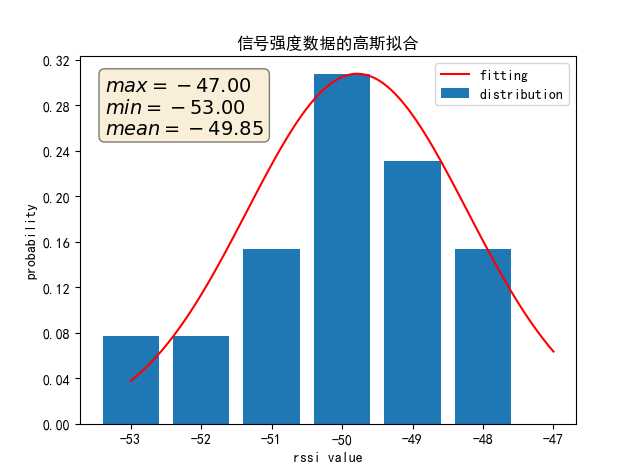 信号强度数据的高斯拟合
max = −47.00
min = −53.00
mean = −49.85
fitting
distribution
probability
0.32
0.28
0.24
0.20
0.16
0.12
0.08
0.04
0.00
-53 -52 -51 -50 -49 -48 -47
rssi value